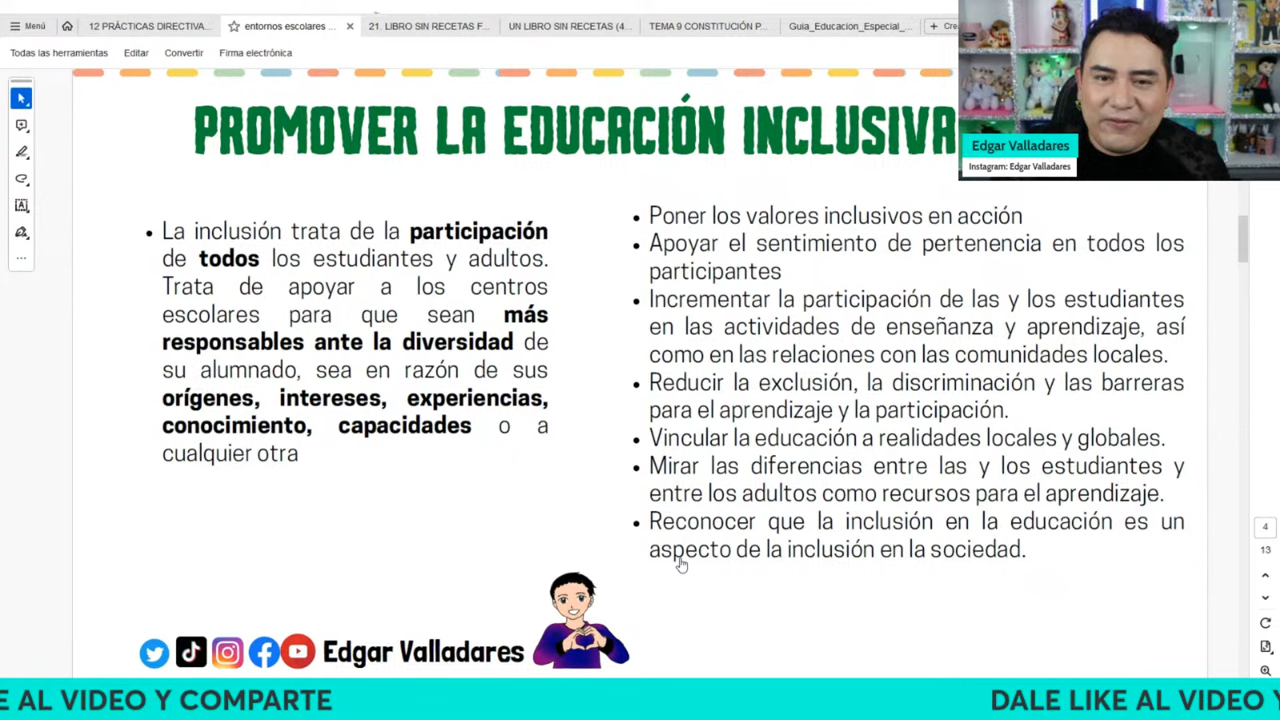 Menú
12 PRÁCTICAS DIRECTIVA...
entornos escolares ...
21. LIBRO SIN RECETAS F...
UN LIBRO SIN RECETAS (4...
TEMA 9 CONSTITUCIÓN P...
Guia_Educacion_Especial_...
+ Cre
Todas las herramientas Editar Convertir Firma electrónica
PROMOVER LA EDUCACIÓN INCLUSIVA
Edgar Valladares
Instagram: Edgar Valladares
• La inclusión trata de la participación
de todos los estudiantes y adultos.
Trata de apoyar a los centros
escolares para que sean más
responsables ante la diversidad de
su alumnado, sea en razón de sus
orígenes, intereses, experiencias,
conocimiento, capacidades o a
cualquier otra
• Poner los valores inclusivos en acción
• Apoyar el sentimiento de pertenencia en todos los
participantes
• Incrementar la participación de las y los estudiantes
en las actividades de enseñanza y aprendizaje, así
como en las relaciones con las comunidades locales.
• Reducir la exclusión, la discriminación y las barreras
para el aprendizaje y la participación.
• Vincular la educación a realidades locales y globales.
• Mirar las diferencias entre las y los estudiantes y
entre los adultos como recursos para el aprendizaje.
• Reconocer que la inclusión en la educación es un
aspecto de la inclusión en la sociedad.
4
13
Edgar Valladares
E AL VIDEO Y COMPARTE
DALE LIKE AL VIDEO Y